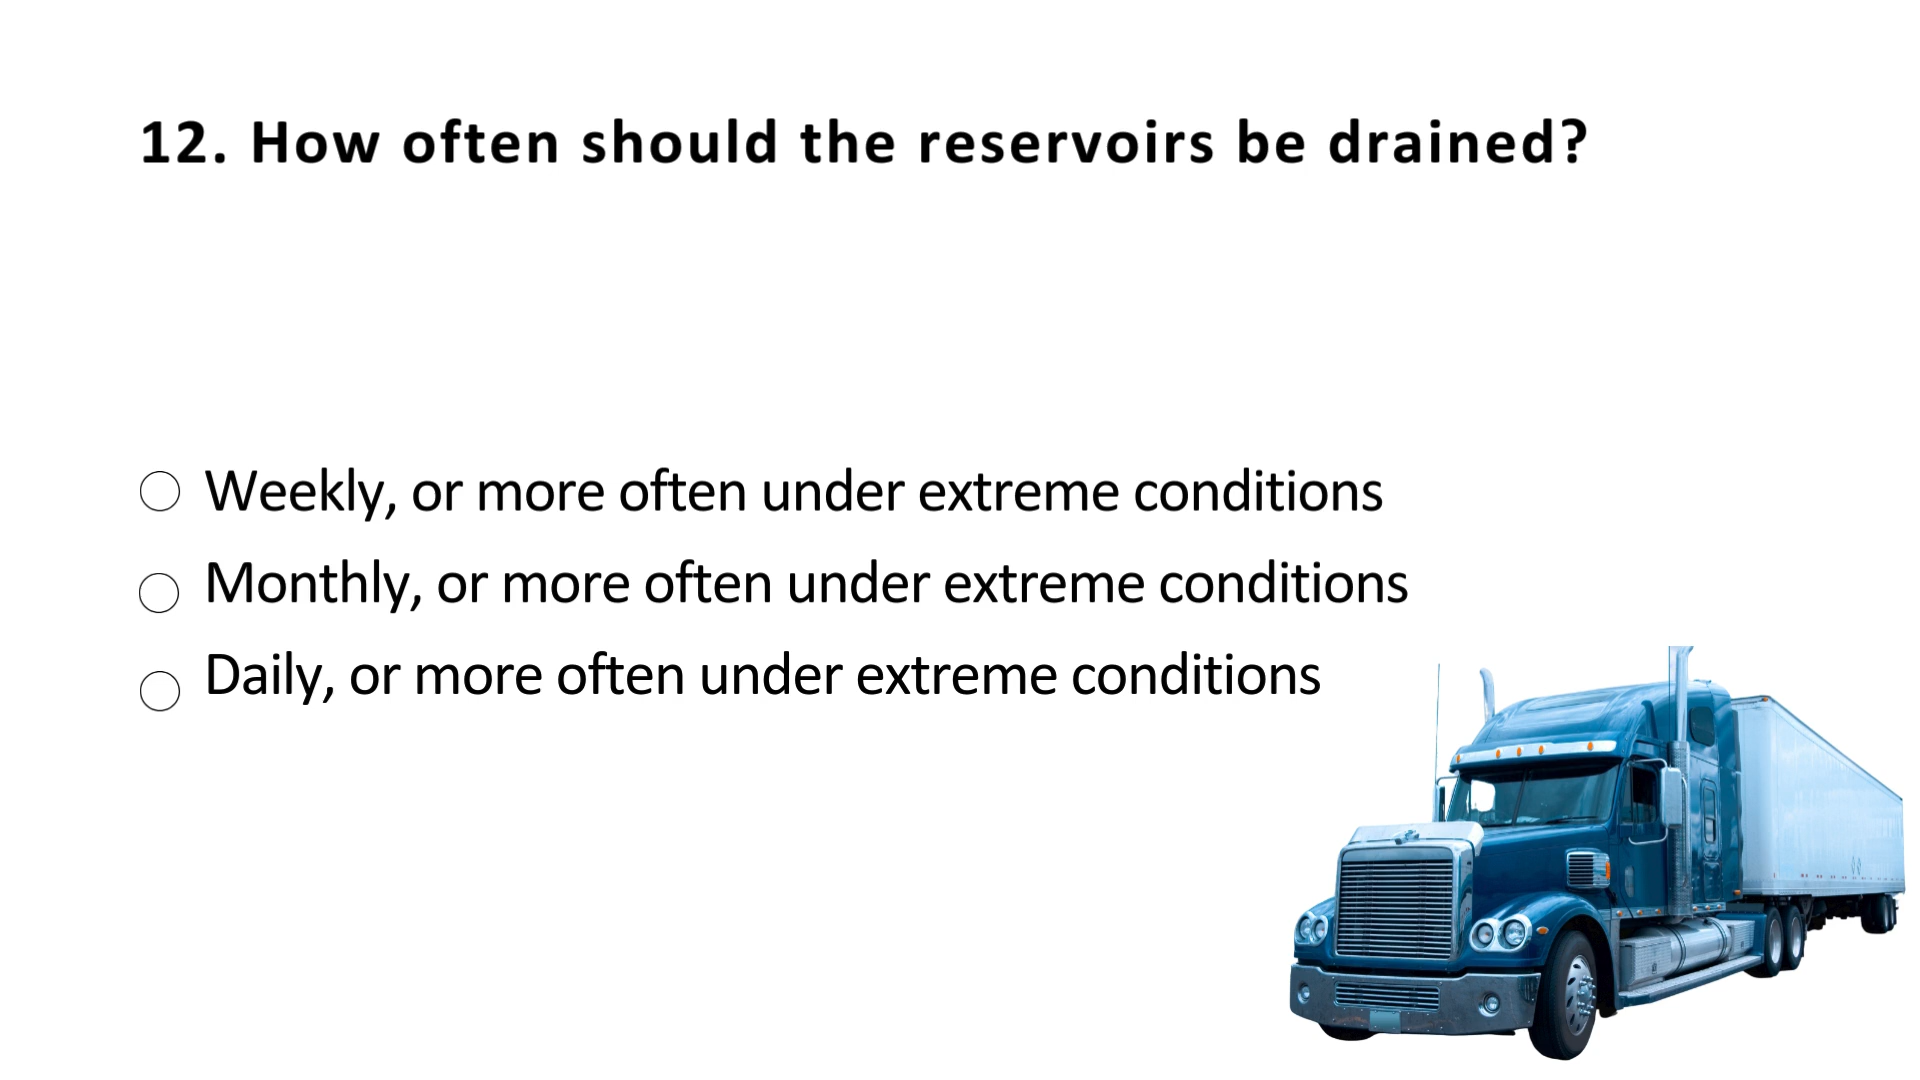 12. How often should the reservoirs be drained?
Weekly, or more often under extreme conditions
Monthly, or more often under extreme conditions
Daily, or more often under extreme conditions